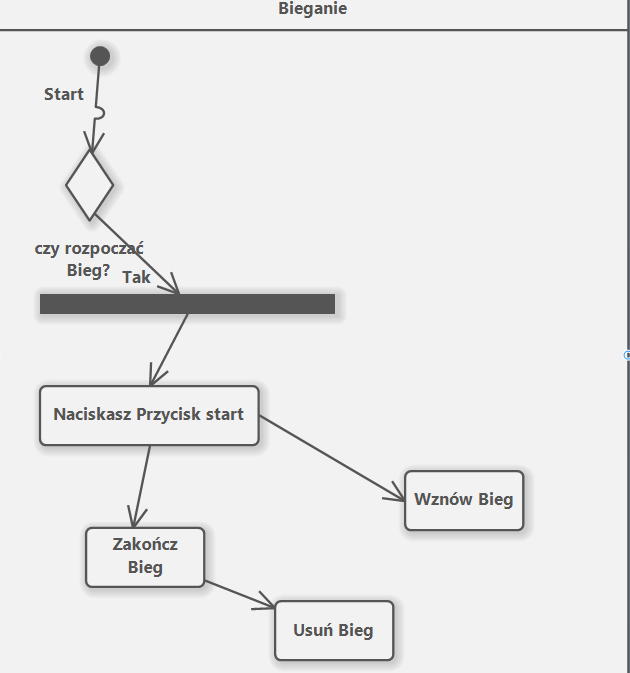 Bieganie
Start
czy rozpocząć
Bieg?
Tak
Naciskasz Przycisk start
Wznów Bieg
Zakończ
Bieg
Usuń Bieg